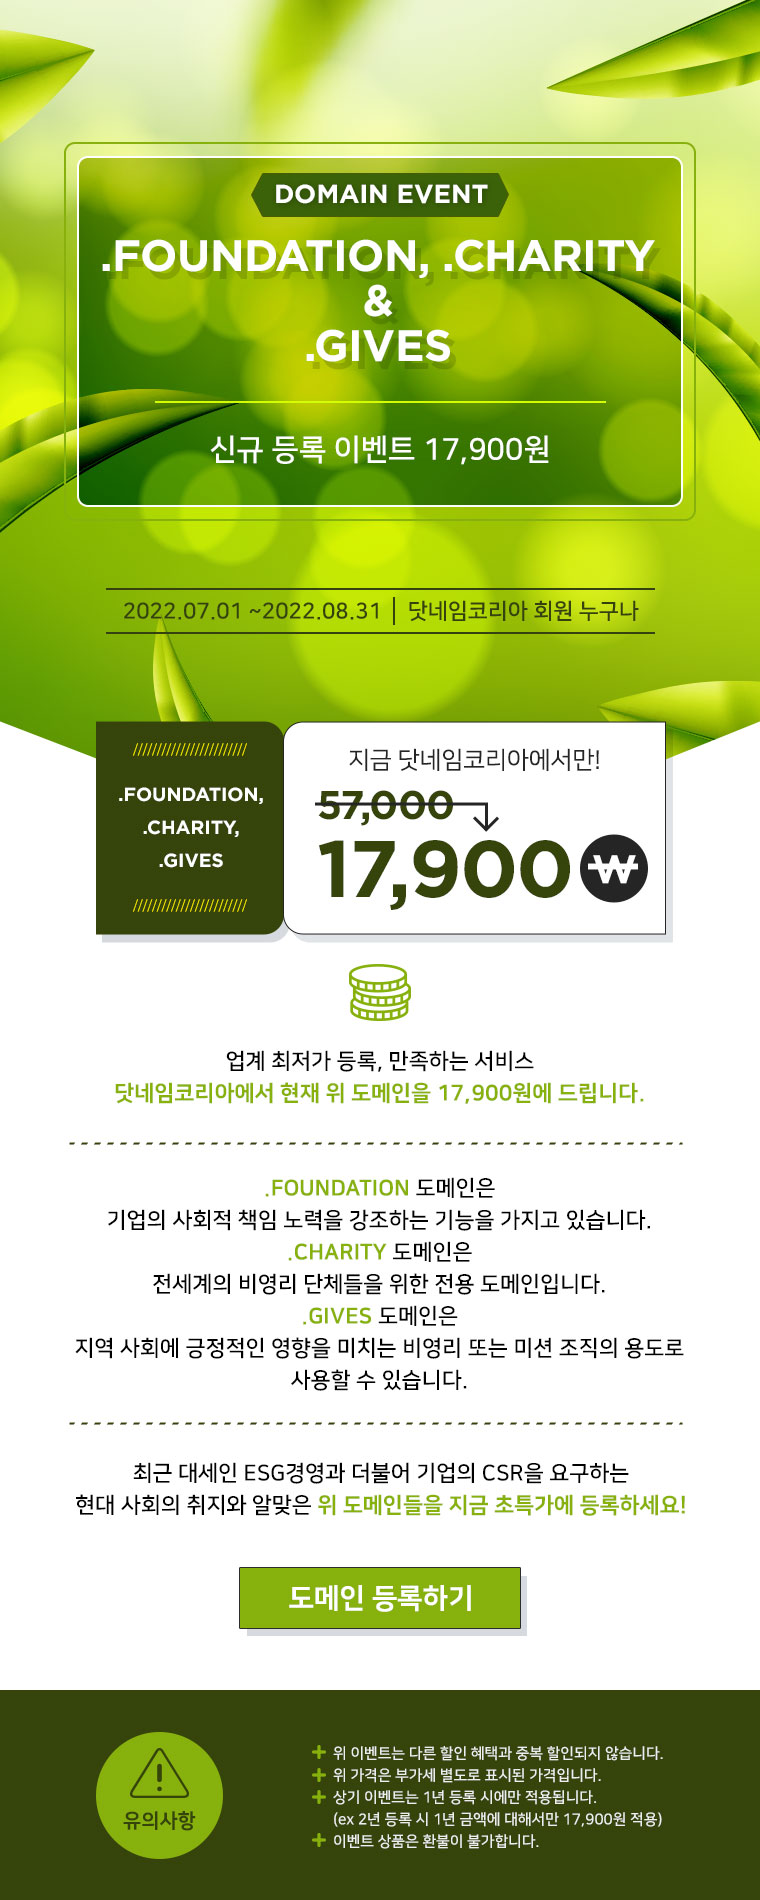 DOMAIN EVENT
.FOUNDATION, .CHARITY
&
.GIVES
신규 등록 이벤트 17,900원
2022.07.01 ~2022.08.31 | 닷네임코리아 회원 누구나
.FOUNDATION,
.CHARITY,
.GIVES
지금 닷네임코리아에서만!
57,000
17,900 ₩
업계 최저가 등록, 만족하는 서비스
닷네임코리아에서 현재 위 도메인을 17,900원에 드립니다.
.FOUNDATION 도메인은
기업의 사회적 책임 노력을 강조하는 기능을 가지고 있습니다.
.CHARITY 도메인은
전세계의 비영리 단체들을 위한 전용 도메인입니다.
.GIVES 도메인은
지역 사회에 긍정적인 영향을 미치는 비영리 또는 미션 조직의 용도로
사용할 수 있습니다.
최근 대세인 ESG경영과 더불어 기업의 CSR을 요구하는
현대 사회의 취지와 알맞은 위 도메인들을 지금 초특가에 등록하세요!
도메인 등록하기
유의사항
위 이벤트는 다른 할인 혜택과 중복 할인되지 않습니다.
위 가격은 부가세 별도로 표시된 가격입니다.
상기 이벤트는 1년 등록 시에만 적용됩니다.
(ex 2년 등록 시 1년 금액에 대해서만 17,900원 적용)
이벤트 상품은 환불이 불가합니다.